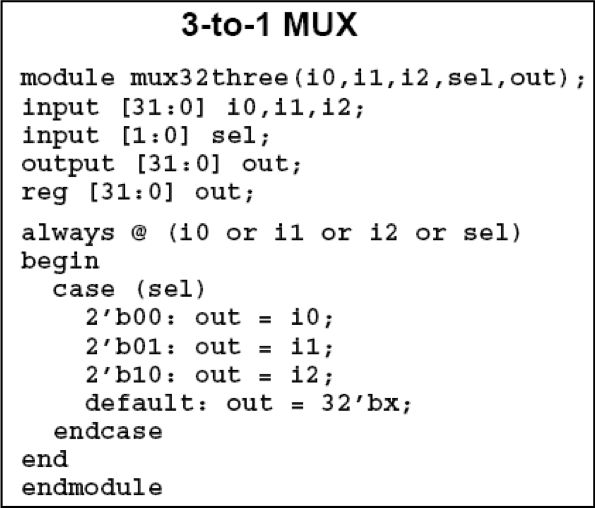 3-to-1 MUX
module mux32three(i0,i1,i2,sel,out);
input [31:0] i0,i1,i2;
input [1:0] sel;
output [31:0] out;
reg [31:0] out;
always @ (i0 or i1 or i2 or sel)
begin
  case (sel)
    2’b00: out = i0;
    2’b01: out = i1;
    2’b10: out = i2;
    default: out = 32’bx;
  endcase
end
endmodule